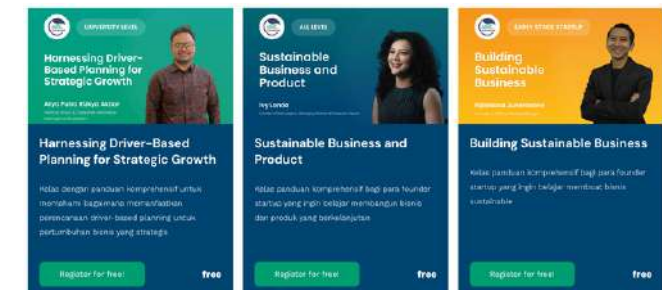 UNIVERSITY LEVEL
Harnessing Driver-
Based Planning for
Strategic Growth
Harnessing Driver-Based
Planning for Strategic Growth
Kelas dengan panduan komprehensif untuk
memahami bagaimana memanfaatkan
perencanaan driver-based planning untuk
pertumbuhan bisnis yang strategis
Register for free!
free
ALL LEVEL
Sustainable
Business and
Product
Ivy Londa
Sustainable Business and
Product
Kelas panduan komprehensif bagi para founder
startup yang ingin belajar membangun bisnis
dan produk yang berkelanjutan
Register for free!
free
EARLY STAGE STARTUP
Building
Sustainable
Business
Building Sustainable Business
Kelas panduan komprehensif bagi para founder
startup yang ingin belajar membuat bisnis
sustainable
Register for free!
free